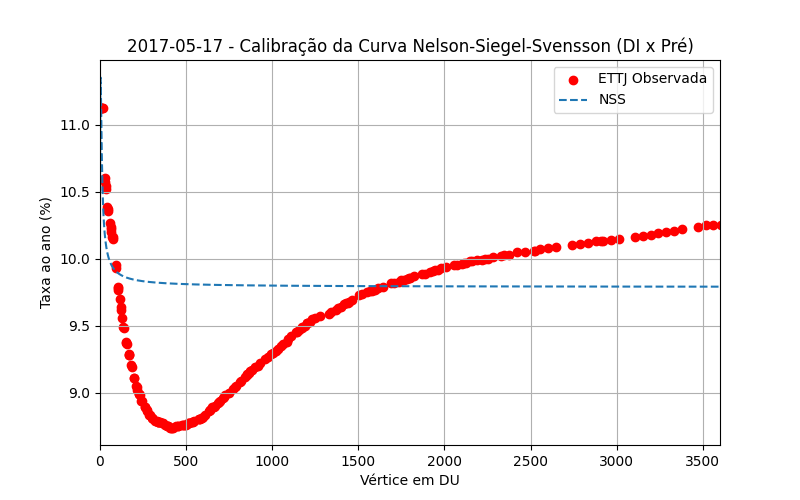 2017-05-17 - Calibração da Curva Nelson-Siegel-Svensson (DI x Pré)
ETTJ Observada
NSS
Taxa ao ano (%)
11.0
10.5
10.0
9.5
9.0
0 500 1000 1500 2000 2500 3000 3500
Vértice em DU